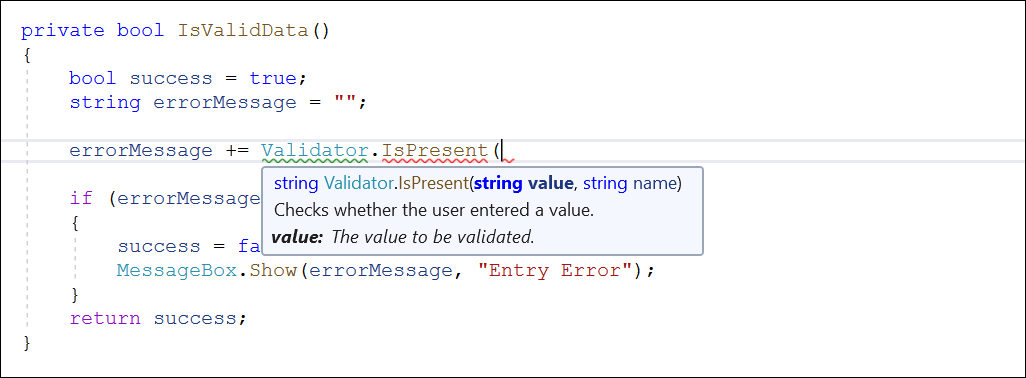 private bool IsValidData()
{
bool success = true;
string errorMessage = "";
errorMessage += Validator.IsPresent(
string Validator.IsPresent(string value, string name)
if (errorMessage
Checks whether the user entered a value.
{
value: The value to be validated.
success = fa
MessageBox.Show(errorMessage, "Entry Error");
}
return success;
}